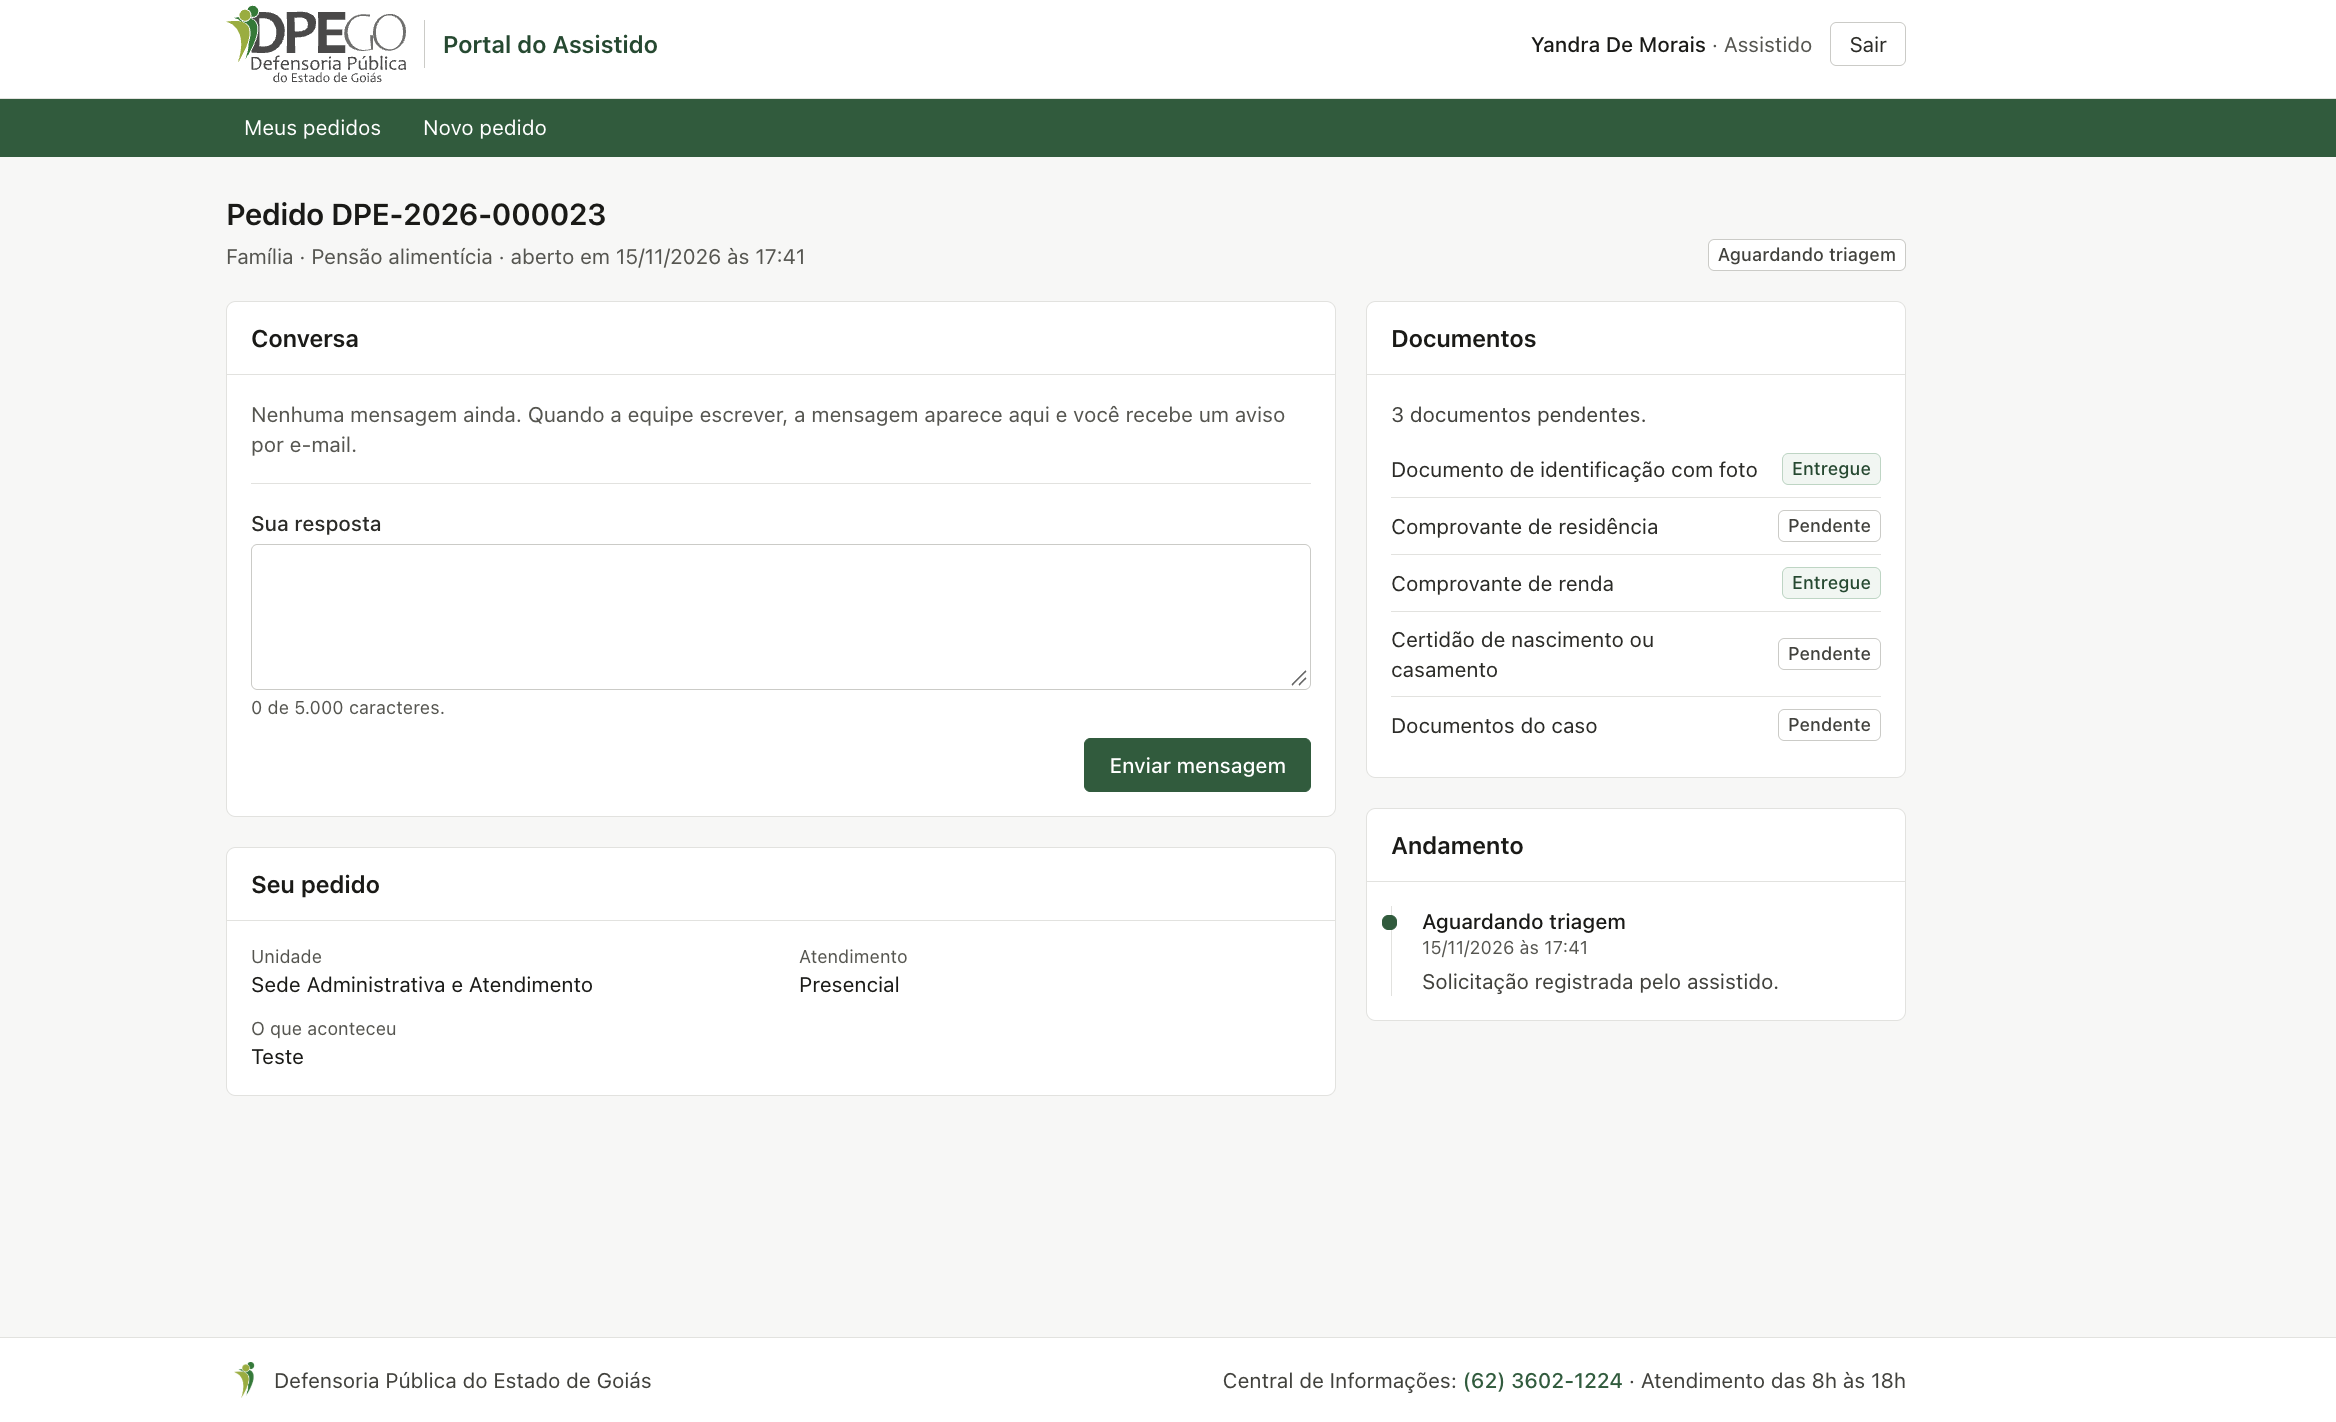 DPEGO
Defensoria Pública
do Estado de Goiás
Portal do Assistido
Yandra De Morais · Assistido
Sair
Meus pedidos
Novo pedido
Pedido DPE-2026-000023
Família · Pensão alimentícia · aberto em 15/11/2026 às 17:41
Aguardando triagem
Conversa
Nenhuma mensagem ainda. Quando a equipe escrever, a mensagem aparece aqui e você recebe um aviso
por e-mail.
Sua resposta
0 de 5.000 caracteres.
Enviar mensagem
Seu pedido
Unidade
Sede Administrativa e Atendimento
Atendimento
Presencial
O que aconteceu
Teste
Documentos
3 documentos pendentes.
Documento de identificação com foto
Entregue
Comprovante de residência
Pendente
Comprovante de renda
Entregue
Certidão de nascimento ou
casamento
Pendente
Documentos do caso
Pendente
Andamento
Aguardando triagem
15/11/2026 às 17:41
Solicitação registrada pelo assistido.
Defensoria Pública do Estado de Goiás
Central de Informações: (62) 3602-1224 · Atendimento das 8h às 18h